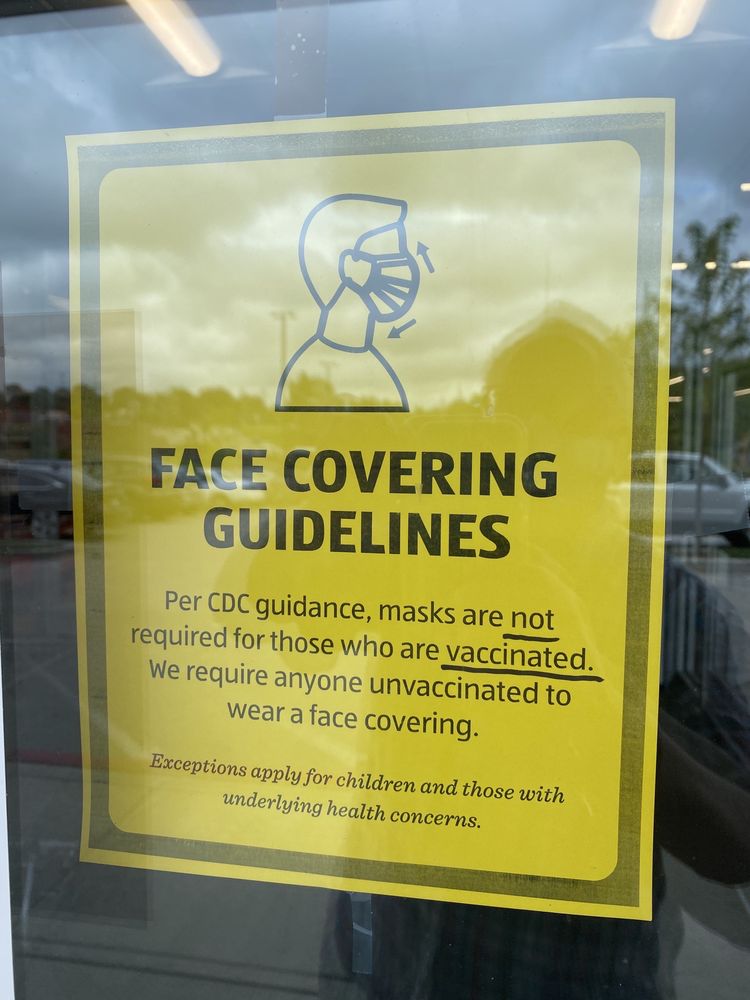 FACE COVERING
GUIDELINES
Per CDC guidance, masks are not
required for those who are vaccinated.
We require anyone unvaccinated to
wear a face covering.
Exceptions apply for children and those with
underlying health concerns.